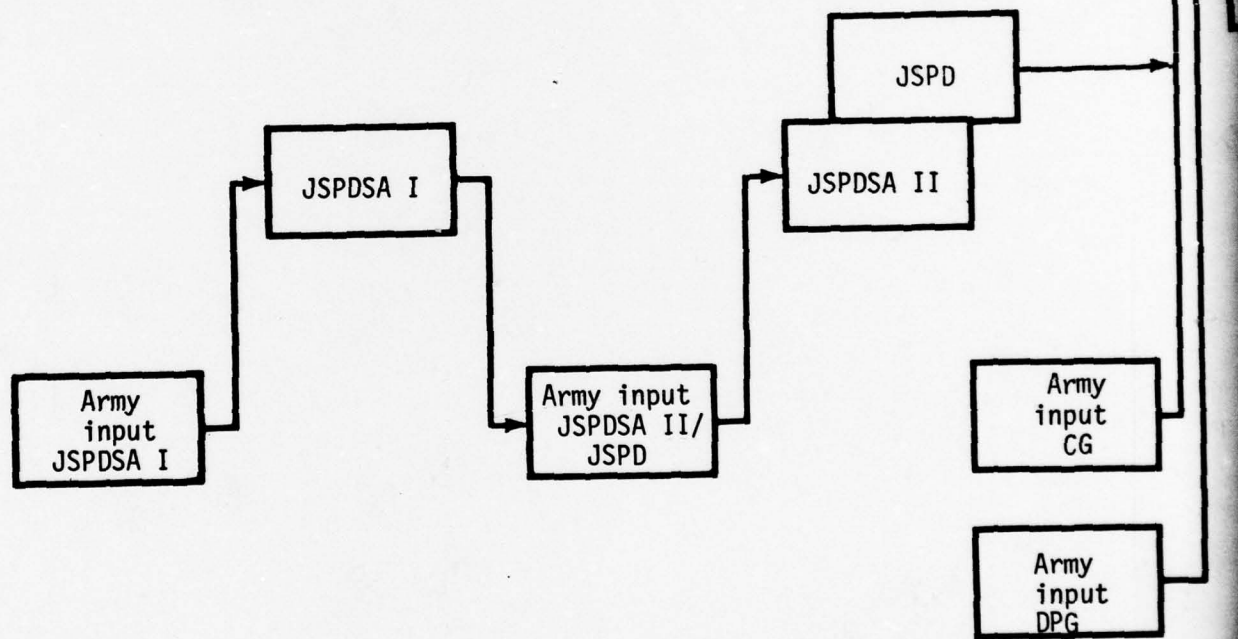 JSPD
JSPDSA I
JSPDSA II
Army
input
JSPDSA I
Army input
JSPDSA II/
JSPD
Army
input
CG
Army
input
DPG